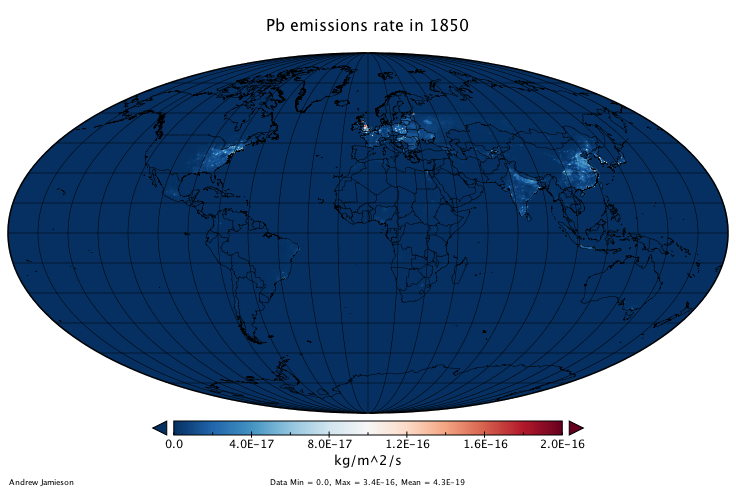 Pb emissions rate in 1850
0.0 4.0E-17 8.0E-17 1.2E-16 1.6E-16 2.0E-16
kg/m^2/s
Andrew Jamieson Data Min = 0.0, Max = 3.4E-16, Mean = 4.3E-19